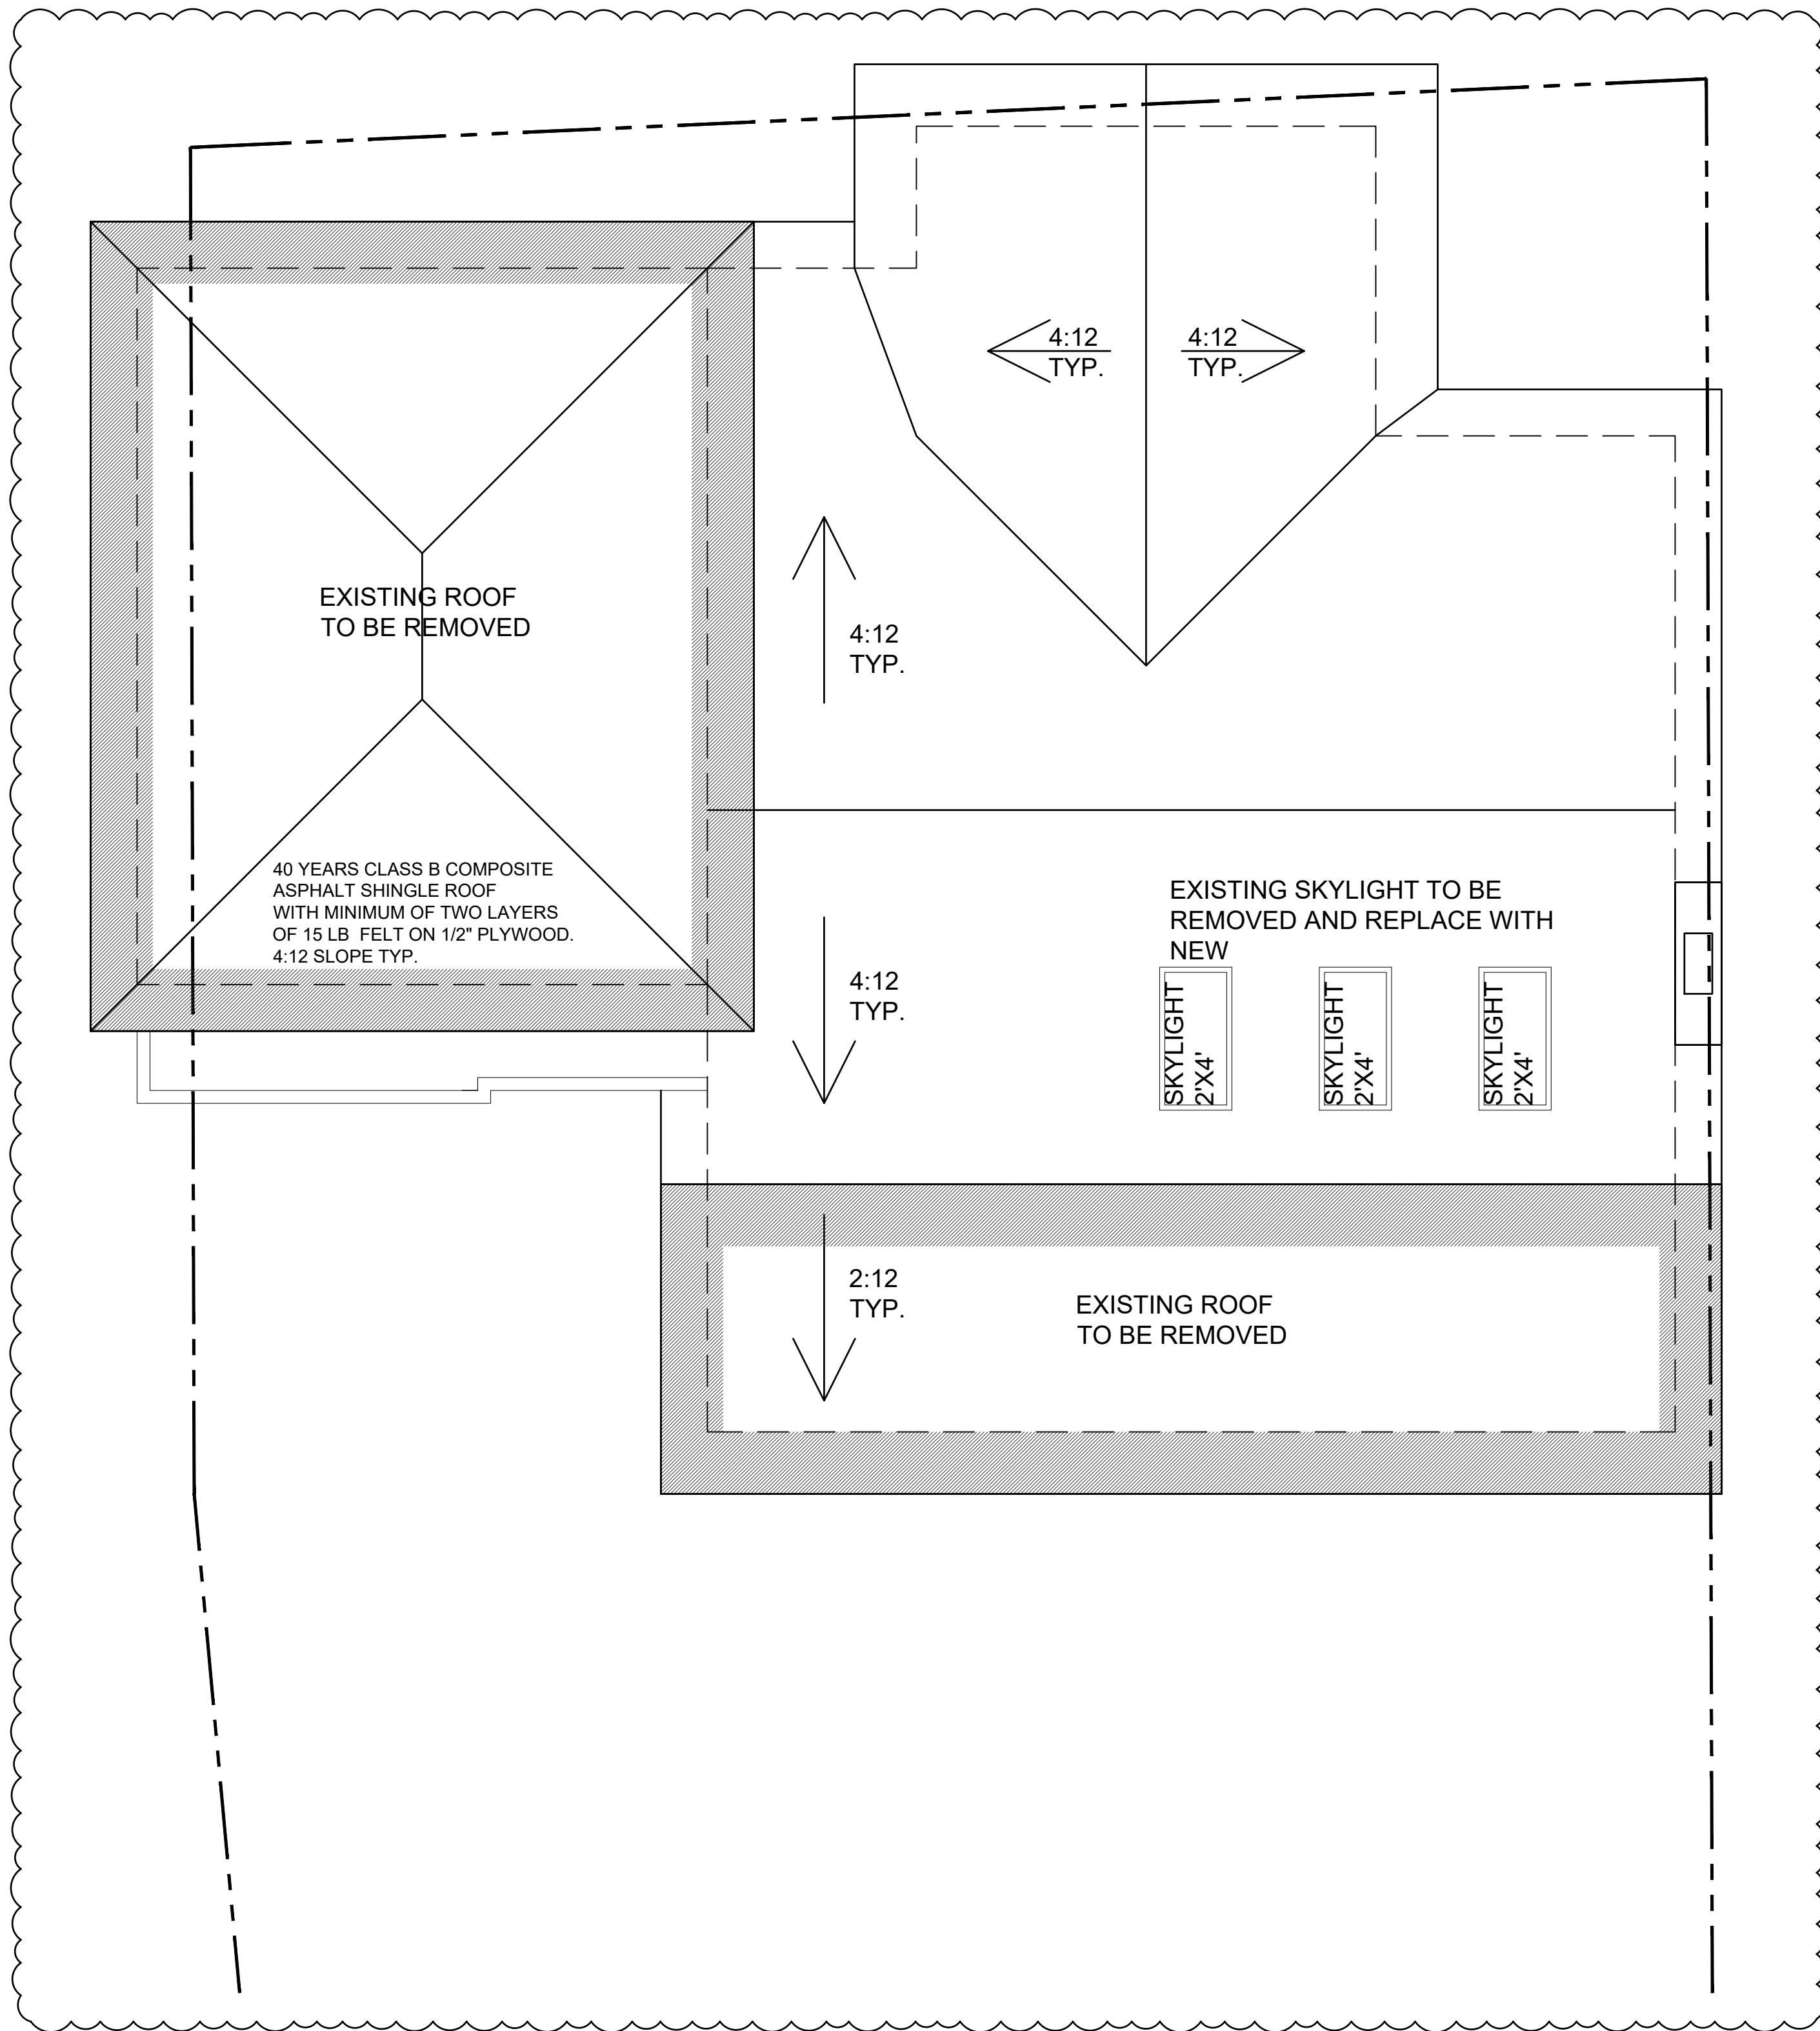 4:12
TYP.
4:12
TYP.
EXISTING ROOF
TO BE REMOVED
4:12
TYP.
40 YEARS CLASS B COMPOSITE
ASPHALT SHINGLE ROOF
WITH MINIMUM OF TWO LAYERS
OF 15 LB FELT ON 1/2" PLYWOOD.
4:12 SLOPE TYP.
EXISTING SKYLIGHT TO BE
REMOVED AND REPLACE WITH
NEW
4:12
TYP.
SKYLIGHT
2'X4'
SKYLIGHT
2'X4'
SKYLIGHT
2'X4'
2:12
TYP.
EXISTING ROOF
TO BE REMOVED